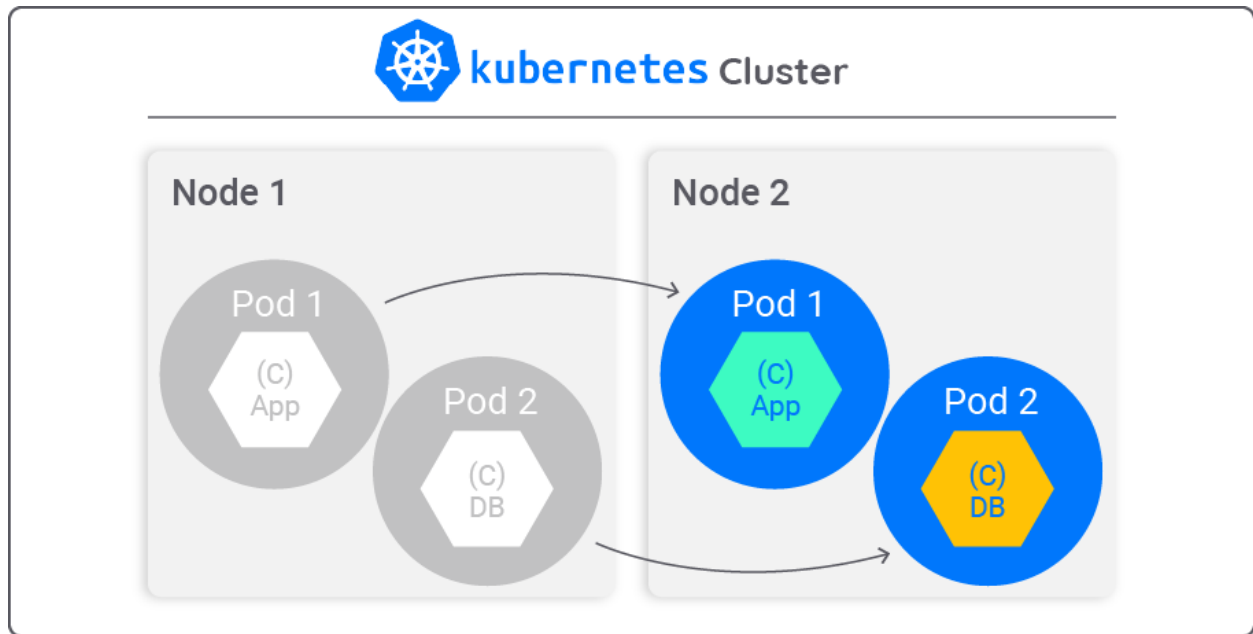 kubernetes Cluster
Node 1
Pod 1
(C)
App
Pod 2
(C)
DB
Node 2
Pod 1
(C)
App
Pod 2
(C)
DB